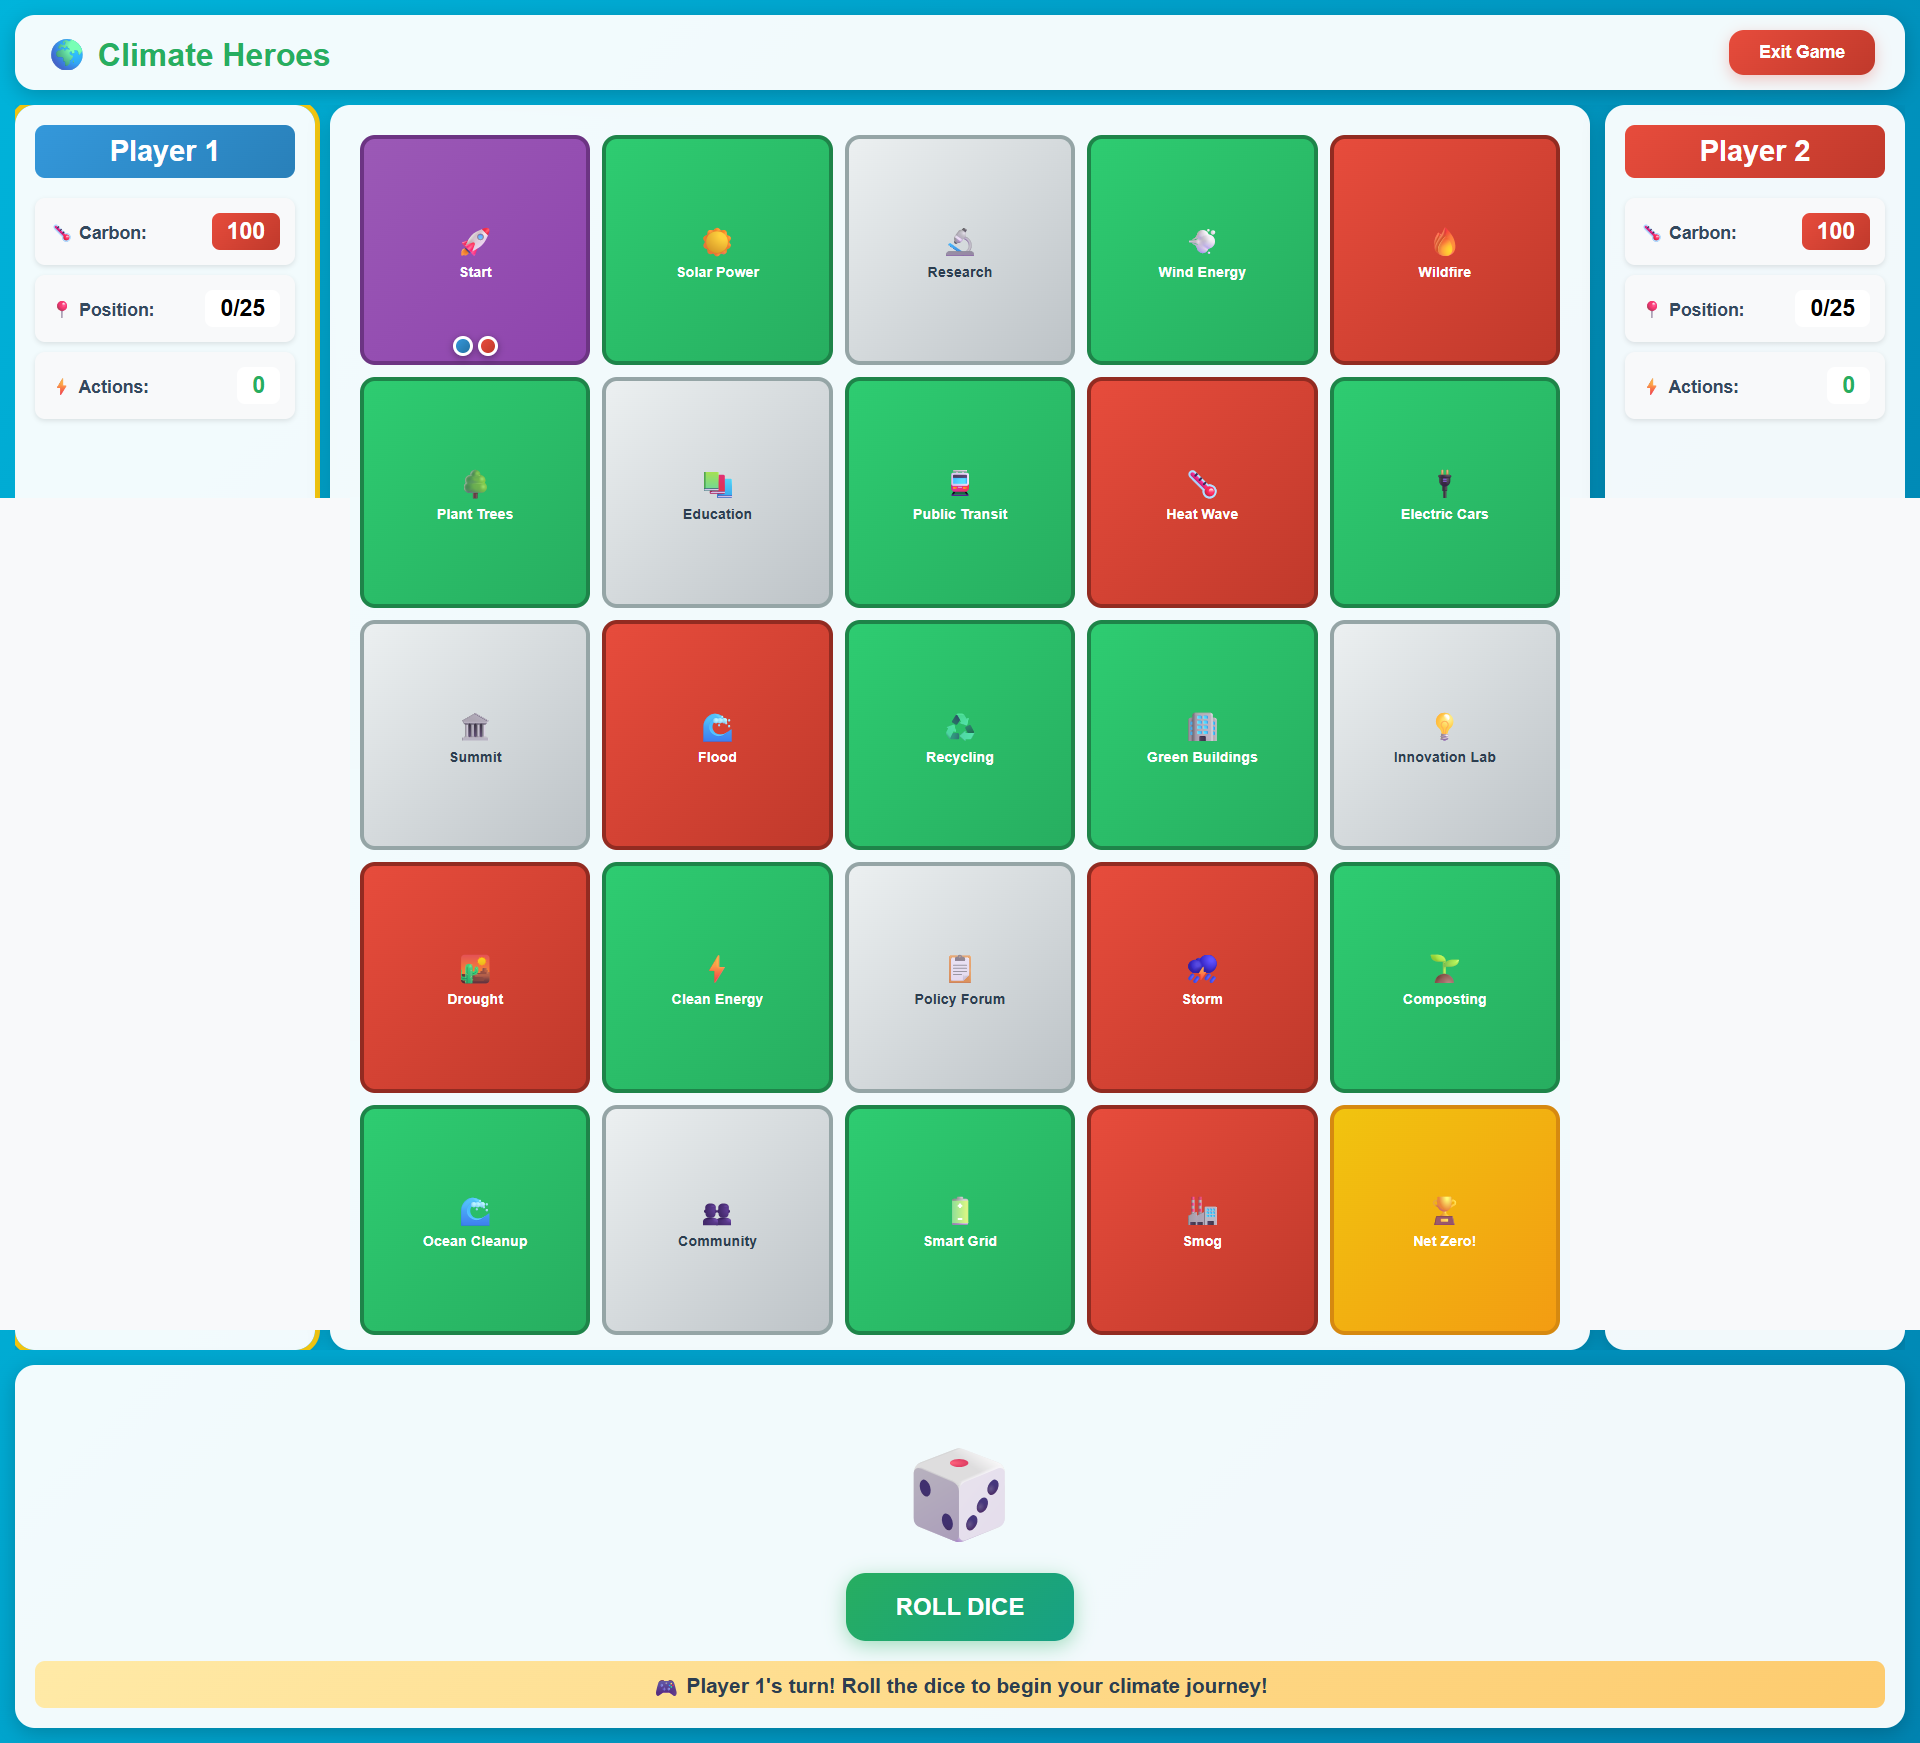 Climate Heroes
Exit Game
Player 1
Carbon: 100
Position: 0/25
Actions: 0
Start
Solar Power
Research
Wind Energy
Wildfire
Plant Trees
Education
Public Transit
Heat Wave
Electric Cars
Summit
Flood
Recycling
Green Buildings
Innovation Lab
Drought
Clean Energy
Policy Forum
Storm
Composting
Ocean Cleanup
Community
Smart Grid
Smog
Net Zero!
Player 2
Carbon: 100
Position: 0/25
Actions: 0
ROLL DICE
Player 1's turn! Roll the dice to begin your climate journey!